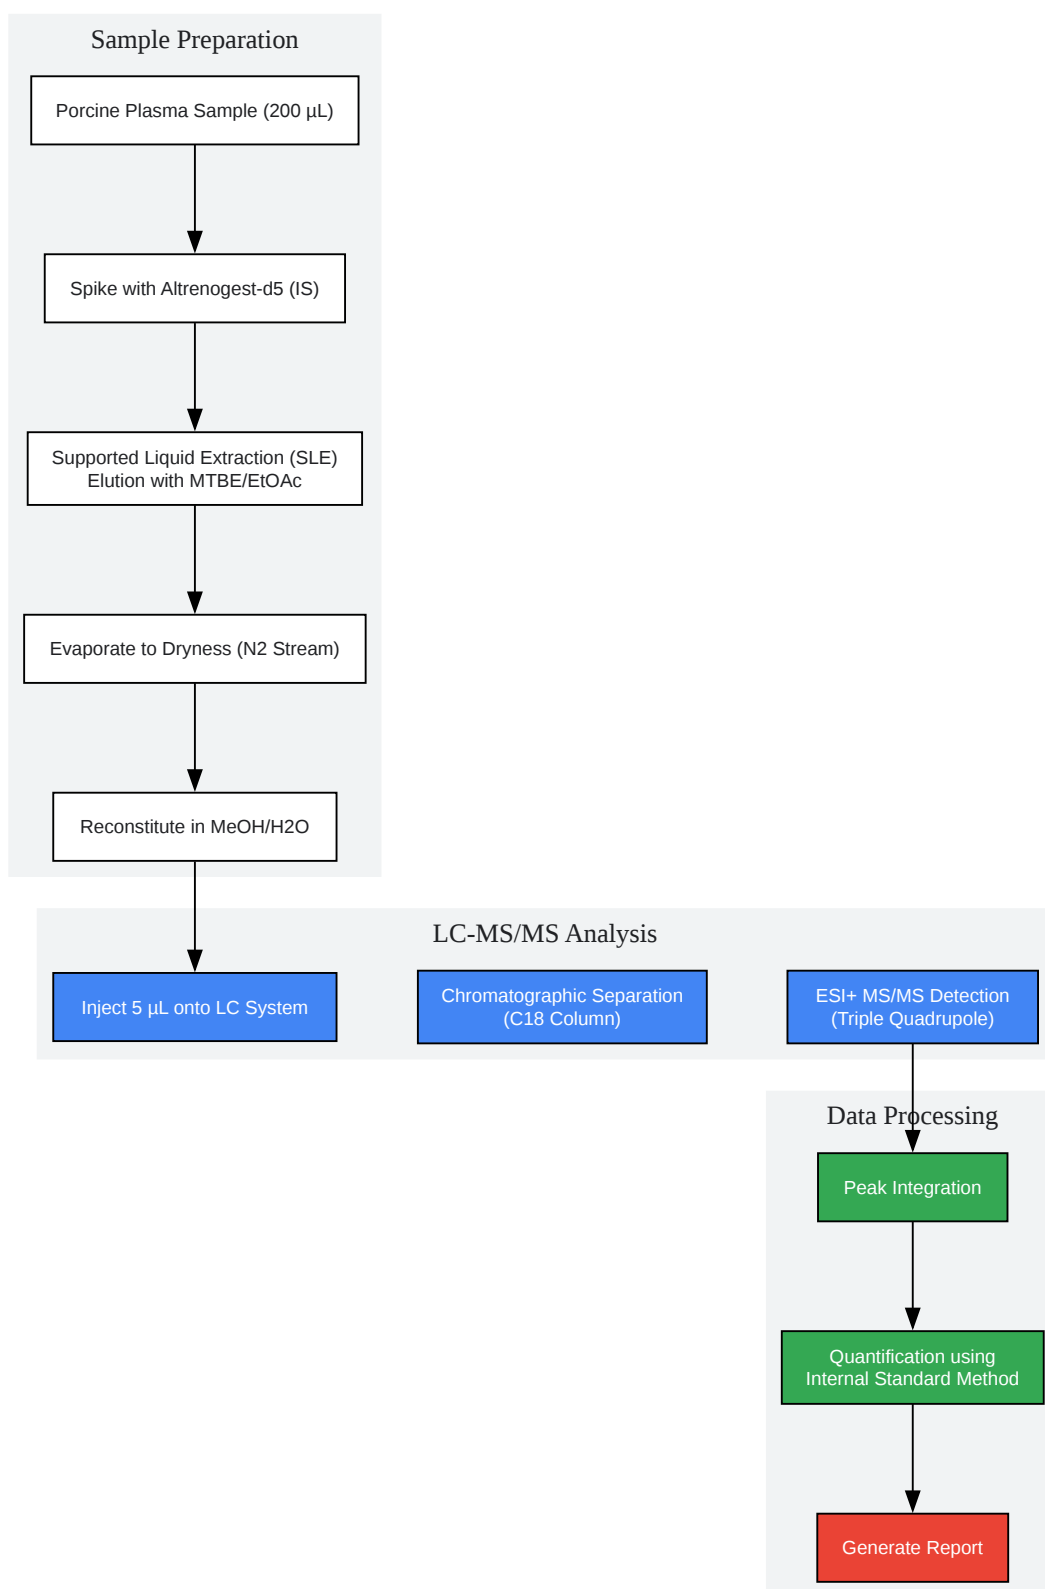 Sample Preparation
Porcine Plasma Sample (200 µL)
Spike with Altrenogest-d5 (IS)
Supported Liquid Extraction (SLE)
Elution with MTBE/EtOAc
Evaporate to Dryness (N2 Stream)
Reconstitute in MeOH/H2O
LC-MS/MS Analysis
Inject 5 µL onto LC System
Chromatographic Separation
(C18 Column)
ESI+ MS/MS Detection
(Triple Quadrupole)
Data Processing
Peak Integration
Quantification using
Internal Standard Method
Generate Report